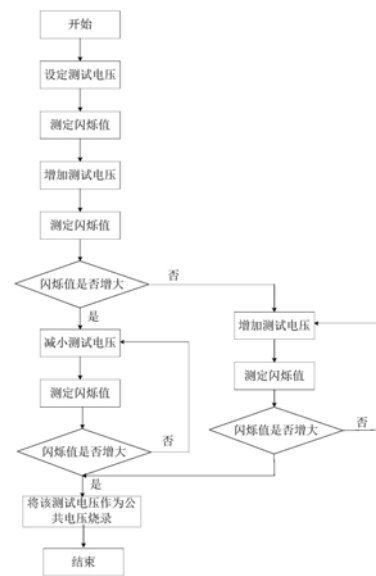 开始
设定测试电压
测定闪烁值
增加测试电压
测定闪烁值
闪烁值是否增大
否
是
减小测试电压
增加测试电压
测定闪烁值
测定闪烁值
闪烁值是否增大
否
闪烁值是否增大
否
是
将该测试电压作为公
共电压烧录
结束